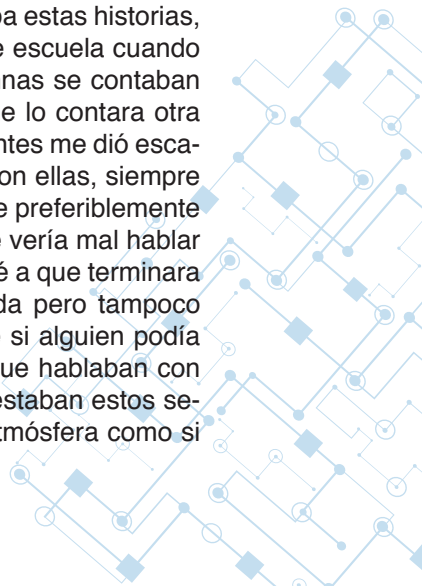 a estas historias,
e escuela cuando
nas se contaban
e lo contara otra
ntes me dió esca-
on ellas, siempre
e preferiblemente
vería mal hablar
é a que terminara
da pero tampoco
si alguien podía
ue hablaban con
estaban estos se-
tmósfera como si